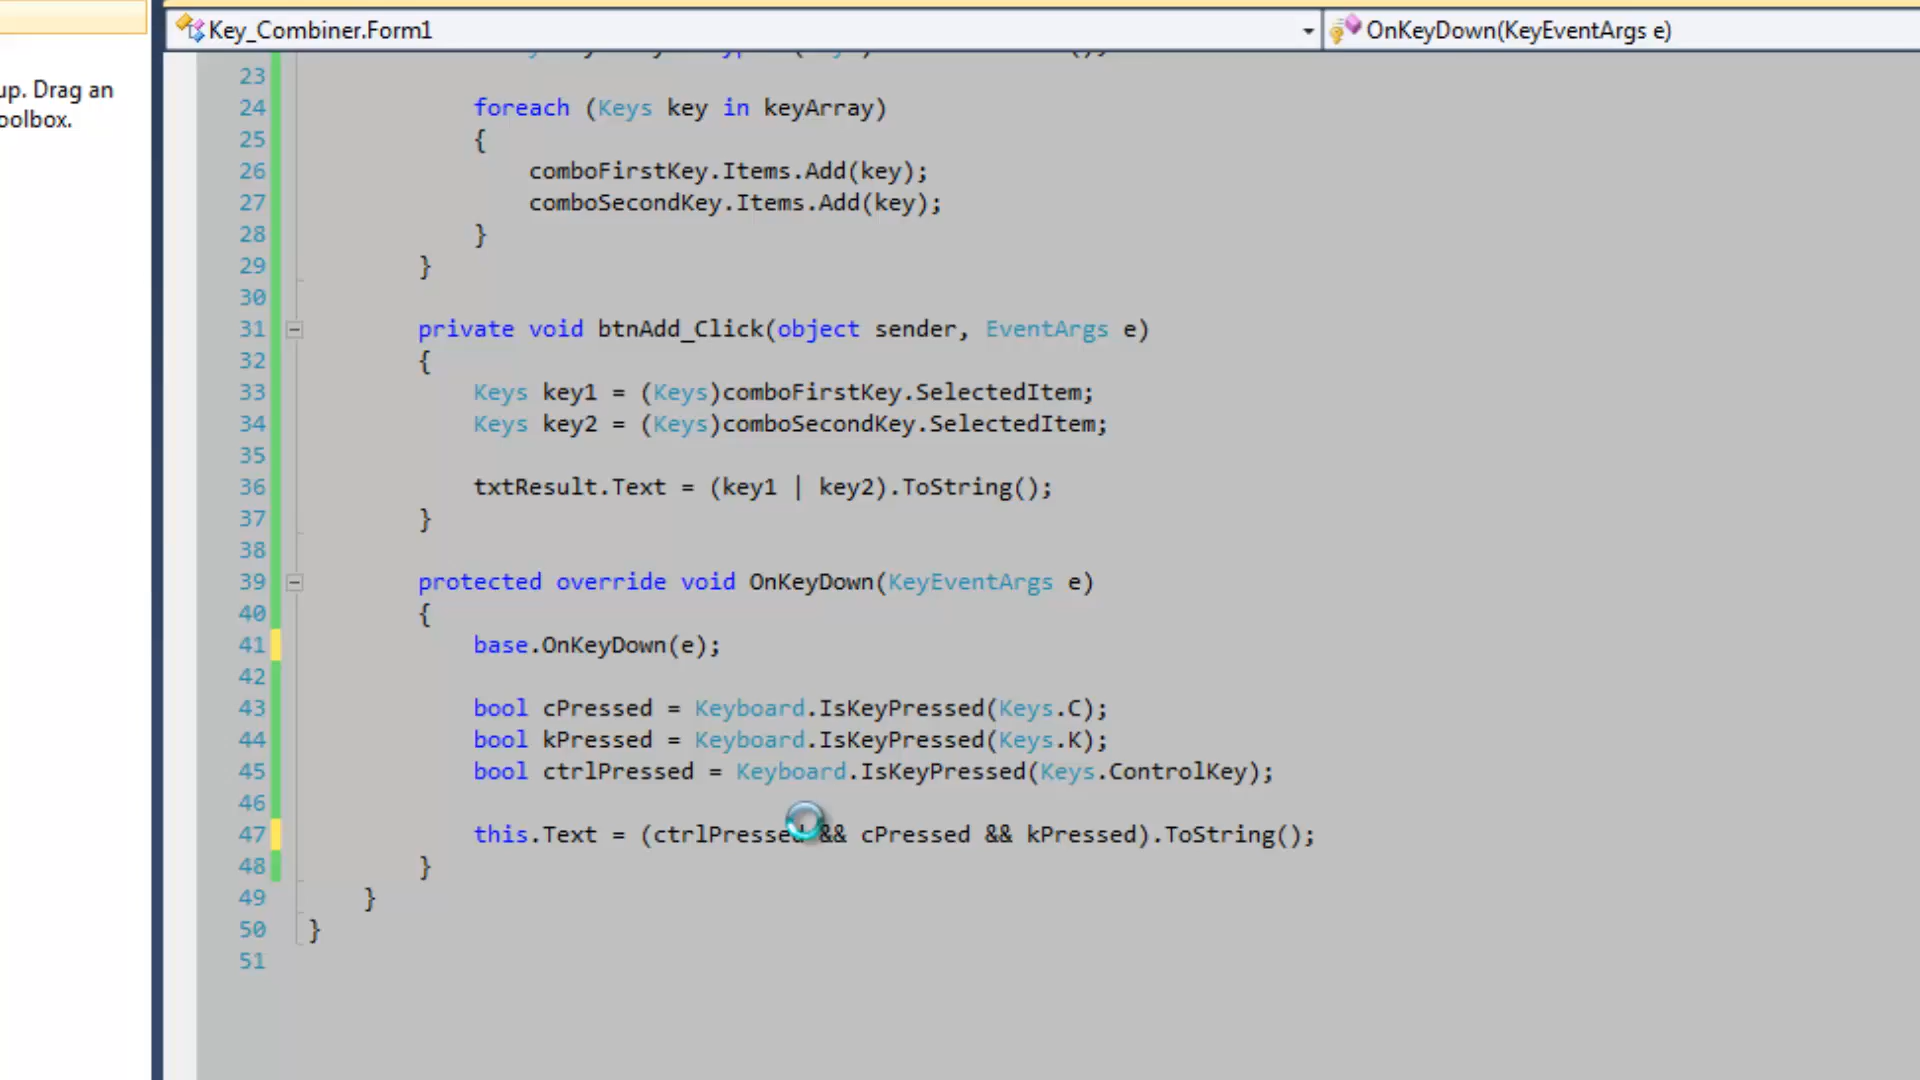 Key_Combiner.Form1
OnKeyDown(KeyEventArgs e)
up. Drag an
oolbox.
23
24 foreach (Keys key in keyArray)
25 {
26 comboFirstKey.Items.Add(key);
27 comboSecondKey.Items.Add(key);
28 }
29 }
30
31 private void btnAdd_Click(object sender, EventArgs e)
32 {
33 Keys key1 = (Keys)comboFirstKey.SelectedItem;
34 Keys key2 = (Keys)comboSecondKey.SelectedItem;
35
36 txtResult.Text = (key1 | key2).ToString();
37 }
38
39 protected override void OnKeyDown(KeyEventArgs e)
40 {
41 base.OnKeyDown(e);
42
43 bool cPressed = Keyboard.IsKeyPressed(Keys.C);
44 bool kPressed = Keyboard.IsKeyPressed(Keys.K);
45 bool ctrlPressed = Keyboard.IsKeyPressed(Keys.ControlKey);
46
47 this.Text = (ctrlPressed && cPressed && kPressed).ToString();
48 }
49 }
50 }
51